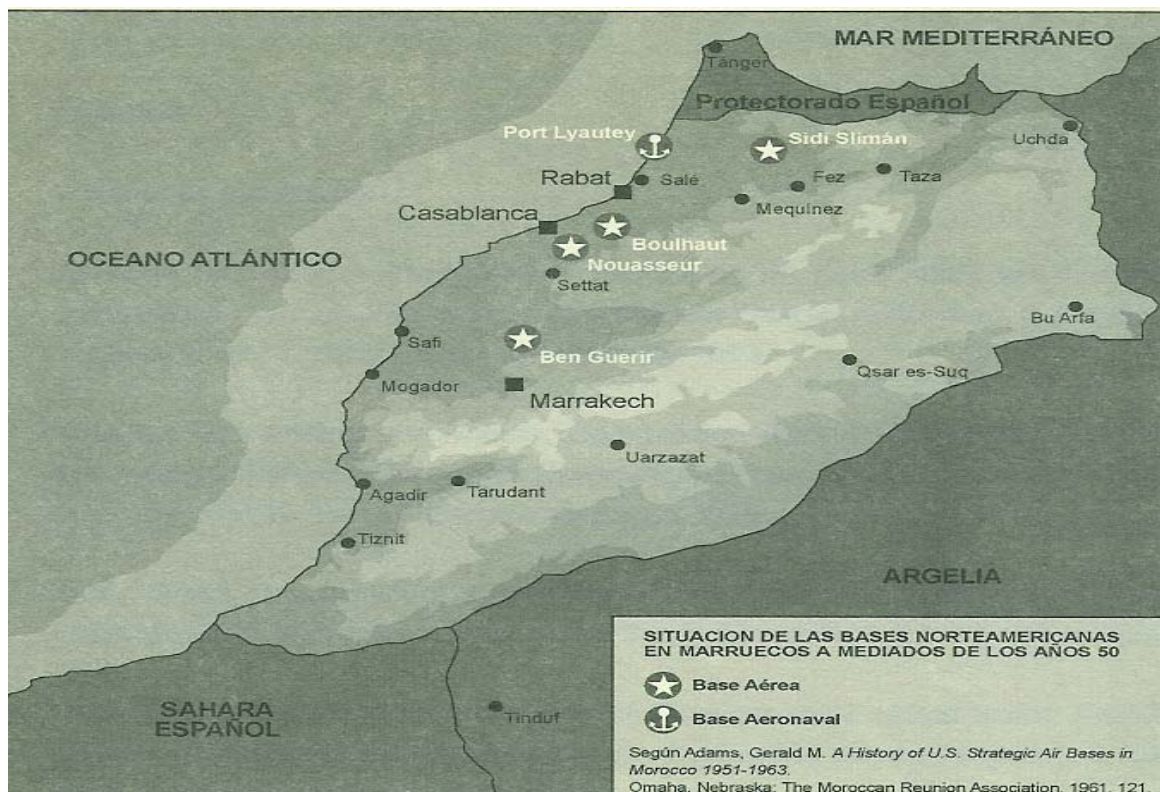 MAR MEDITERRÁNEO
Tánger
Protectorado Español
Port Lyautey
Sidi Slimán
Uchda
Rabat
Salé
Fez
Taza
Mequínez
Casablanca
Boulhaut
Nouasseur
OCEANO ATLÁNTICO
Settat
Bu Arfa
Safi
Ben Guerir
Qsar es-Suq
Mogador
Marrakech
Uarzazat
Agadir
Tarudant
Tiznit
ARGELIA
SAHARA
ESPAÑOL
Tinduf
SITUACION DE LAS BASES NORTEAMERICANAS
EN MARRUECOS A MEDIADOS DE LOS AÑOS 50
Base Aérea
Base Aeronaval
Según Adams, Gerald M. A History of U.S. Strategic Air Bases in
Morocco 1951-1963.
Omaha, Nebraska: The Moroccan Reunion Association, 1961, 121.